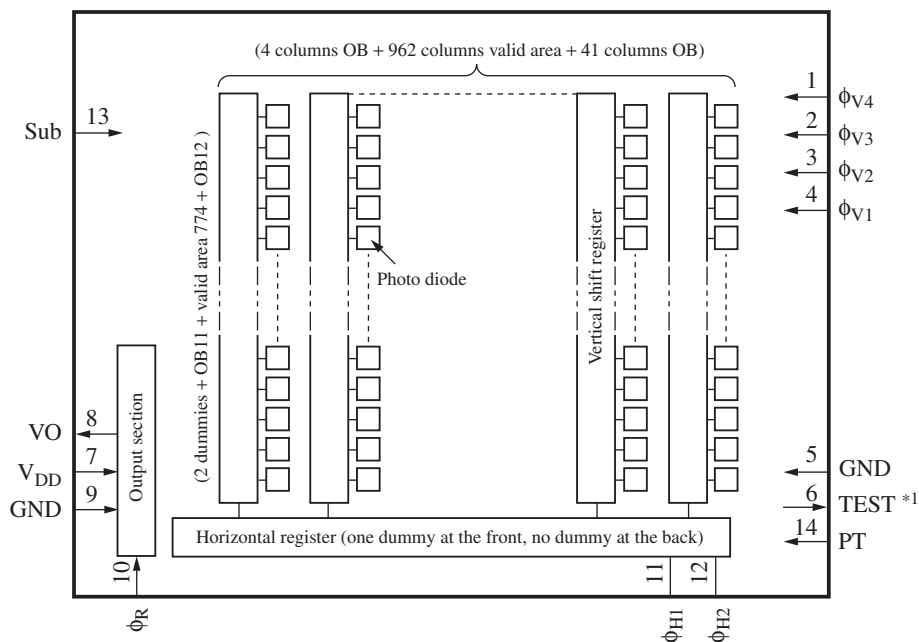 (4 columns OB + 962 columns valid area + 41 columns OB)
1
ϕV4
Sub
13
2
ϕV3
3
ϕV2
4
ϕV1
(2 dummies + OB11 + valid area 774 + OB12)
Photo diode
Vertical shift register
Output section
8
VO
7
VDD
9
GND
5
GND
6
TEST *1
14
PT
Horizontal register (one dummy at the front, no dummy at the back)
10
11
12
ϕR
ϕH1
ϕH2